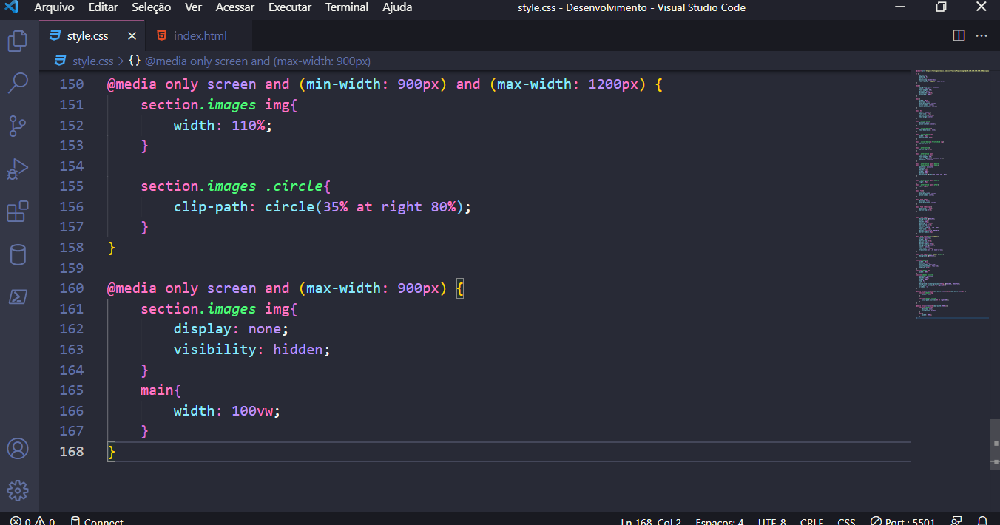 Arquivo Editar Seleção Ver Acessar Executar Terminal Ajuda style.css - Desenvolvimento - Visual Studio Code
style.css index.html
style.css > {} @media only screen and (max-width: 900px)
150 @media only screen and (min-width: 900px) and (max-width: 1200px) {
151 section.images img{
152 width: 110%;
153 }
154
155 section.images .circle{
156 clip-path: circle(35% at right 80%);
157 }
158 }
159
160 @media only screen and (max-width: 900px) {
161 section.images img{
162 display: none;
163 visibility: hidden;
164 }
165 main{
166 width: 100vw;
167 }
168 }
0 0 Connect Ln 168, Col 2 Espaços: 4 UTF-8 CRLF CSS Port : 5501